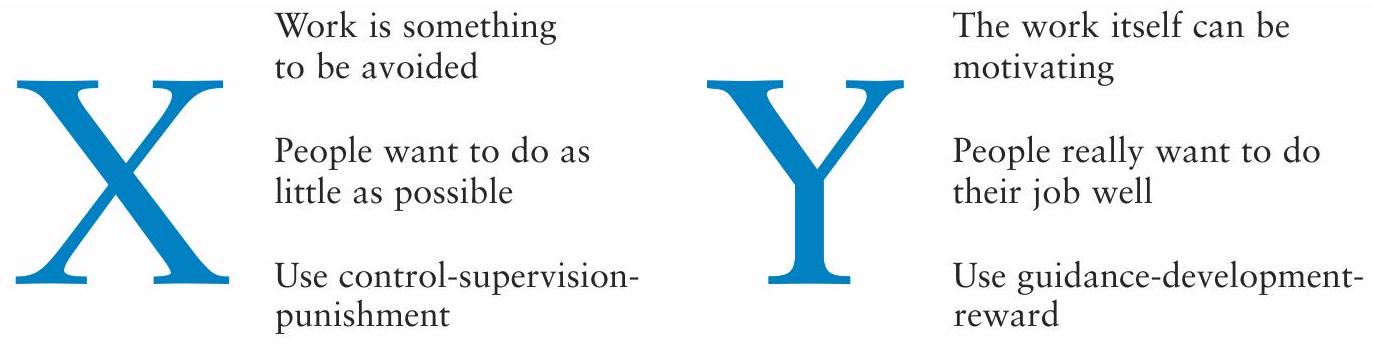 X
Work is something
to be avoided
People want to do as
little as possible
Use control-supervision-
punishment
Y
The work itself can be
motivating
People really want to do
their job well
Use guidance-development-
reward